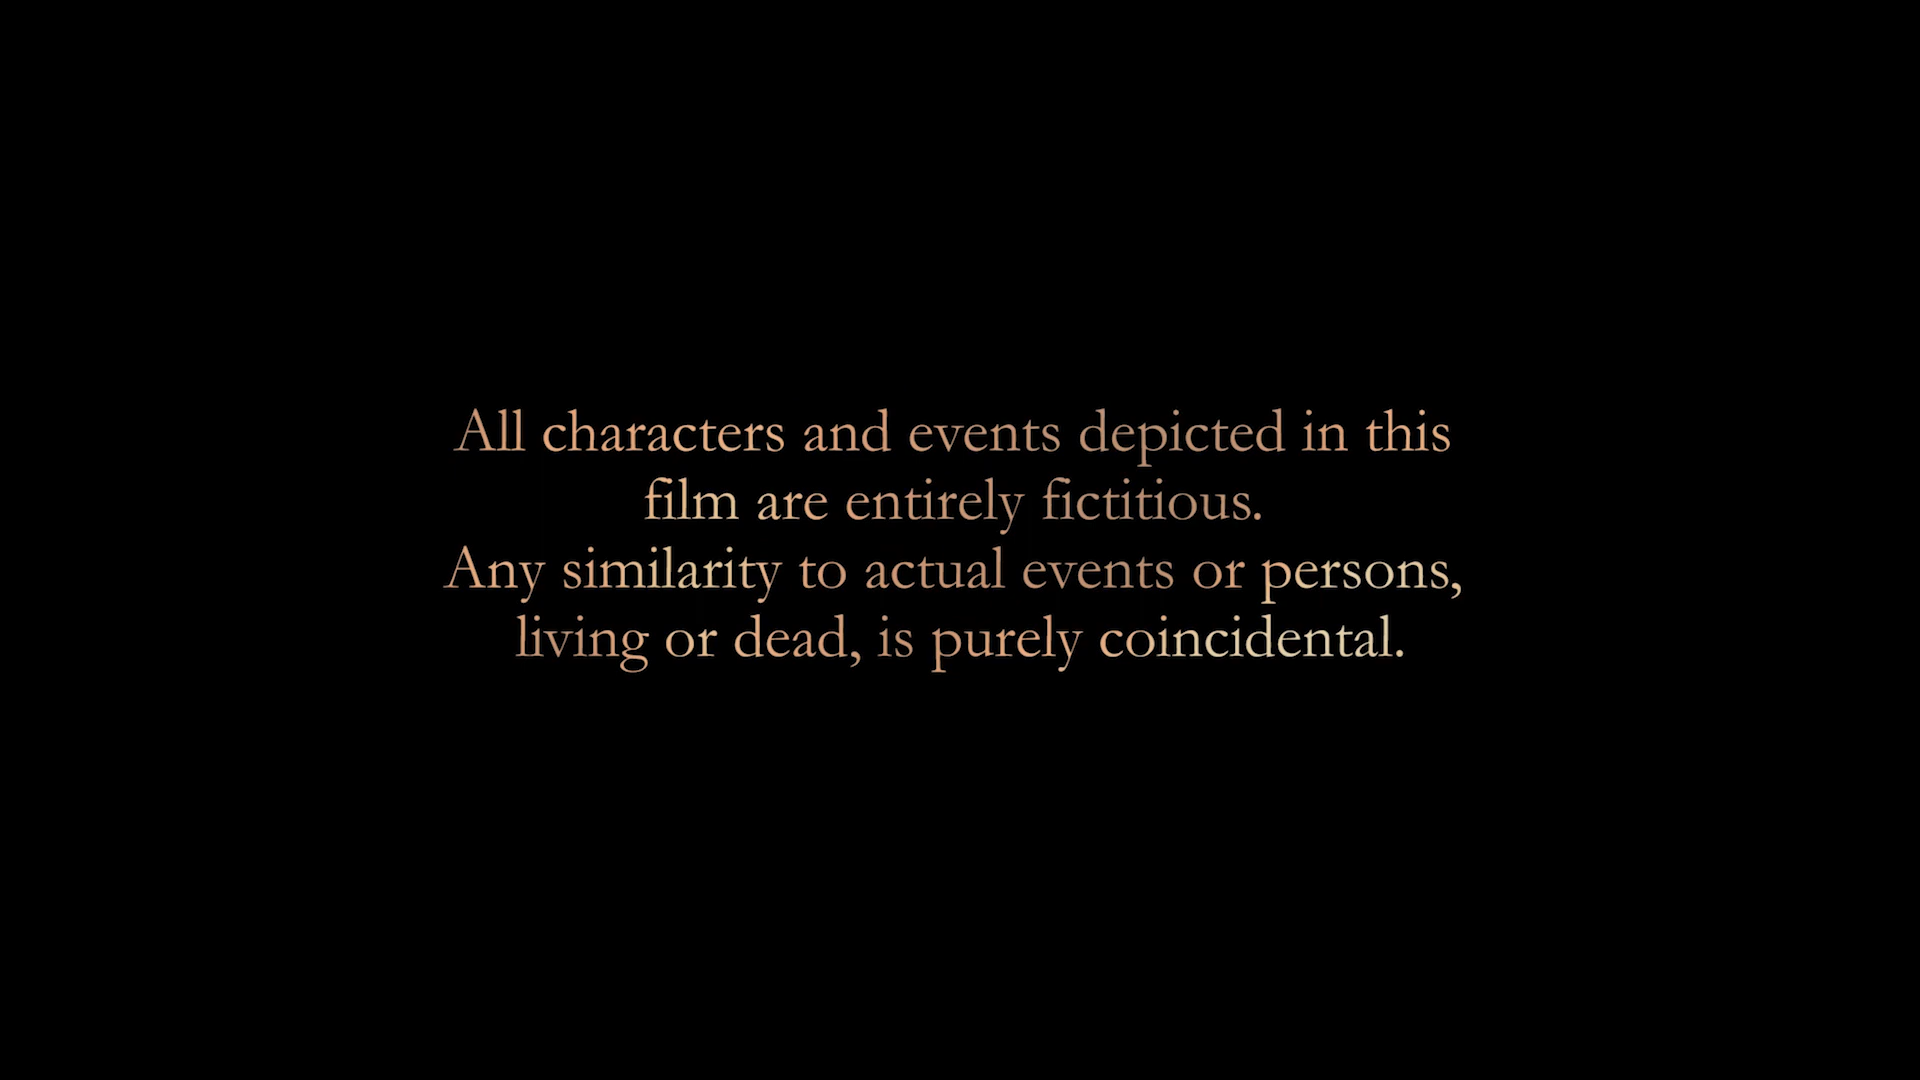 All characters and events depicted in this
film are entirely fictitious.
Any similarity to actual events or persons,
living or dead, is purely coincidental.